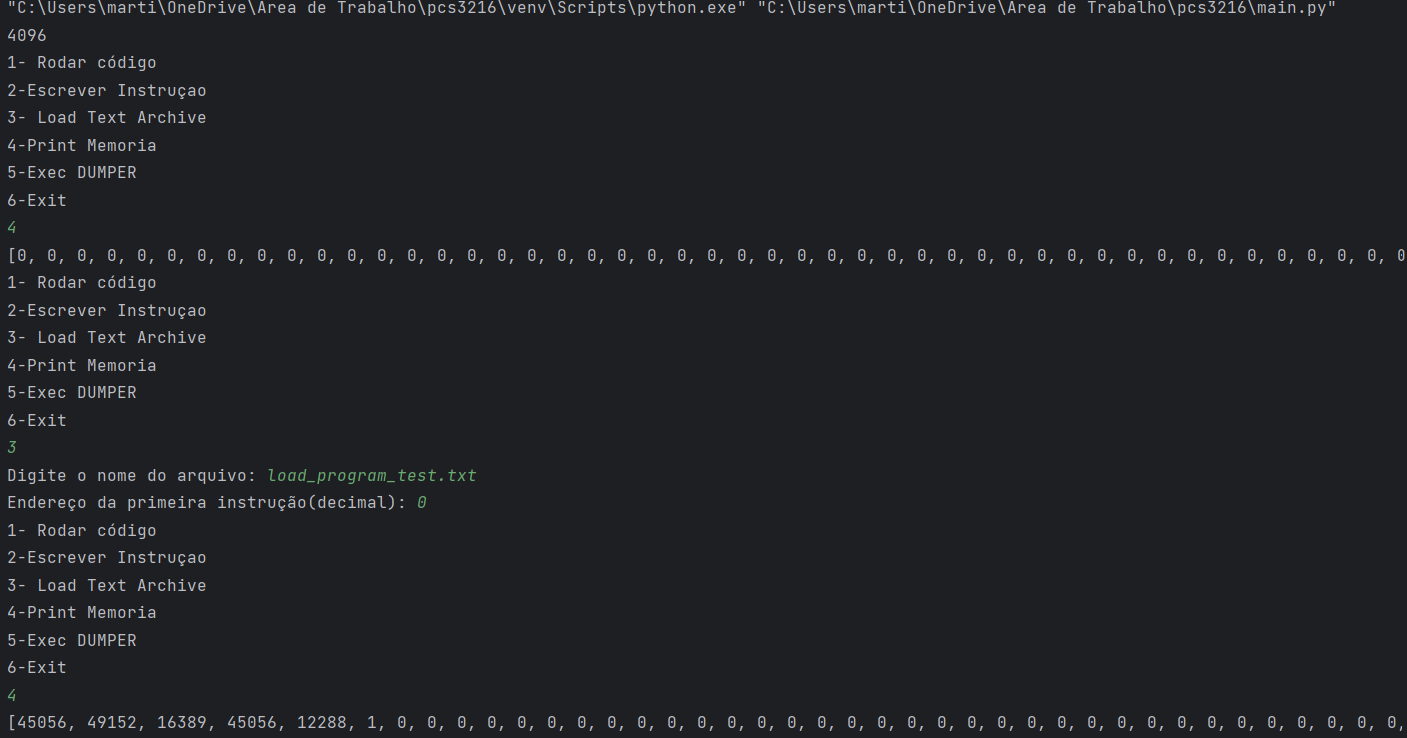 "C:\Users\marti\OneDrive\Área de Trabalho\pcs3216\venv\Scripts\python.exe" "C:\Users\marti\OneDrive\Área de Trabalho\pcs3216\main.py"
4096
1- Rodar código
2-Escrever Instruçao
3- Load Text Archive
4-Print Memoria
5-Exec DUMPER
6-Exit
4
[0, 0, 0, 0, 0, 0, 0, 0, 0, 0, 0, 0, 0, 0, 0, 0, 0, 0, 0, 0, 0, 0, 0, 0, 0, 0, 0, 0, 0, 0, 0, 0, 0, 0, 0, 0, 0, 0, 0, 0, 0, 0, 0, 0, 0, 0, 0
1- Rodar código
2-Escrever Instruçao
3- Load Text Archive
4-Print Memoria
5-Exec DUMPER
6-Exit
3
Digite o nome do arquivo: load_program_test.txt
Endereço da primeira instrução(decimal): 0
1- Rodar código
2-Escrever Instruçao
3- Load Text Archive
4-Print Memoria
5-Exec DUMPER
6-Exit
4
[45056, 49152, 16389, 45056, 12288, 1, 0, 0, 0, 0, 0, 0, 0, 0, 0, 0, 0, 0, 0, 0, 0, 0, 0, 0, 0, 0, 0, 0, 0, 0, 0, 0, 0, 0, 0, 0, 0, 0, 0, 0,